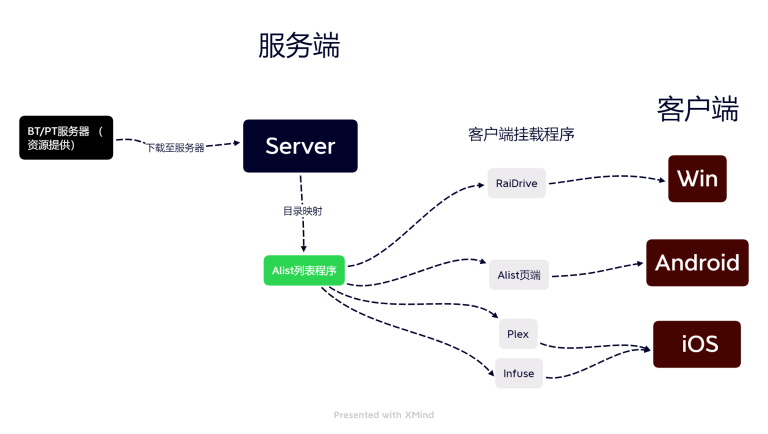 服务端
客户端
客户端挂载程序
BT/PT服务器 （
资源提供）
下载至服务器
Server
目录映射
Alist列表程序
RaiDrive
Win
Alist页端
Android
Plex
iOS
Infuse
Presented with XMind